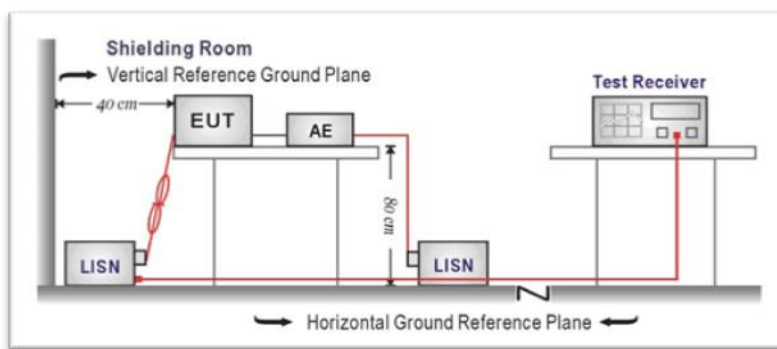 Shielding Room
Vertical Reference Ground Plane
40 cm
Test Receiver
EUT
AE
80 cm
LISN
LISN
Horizontal Ground Reference Plane